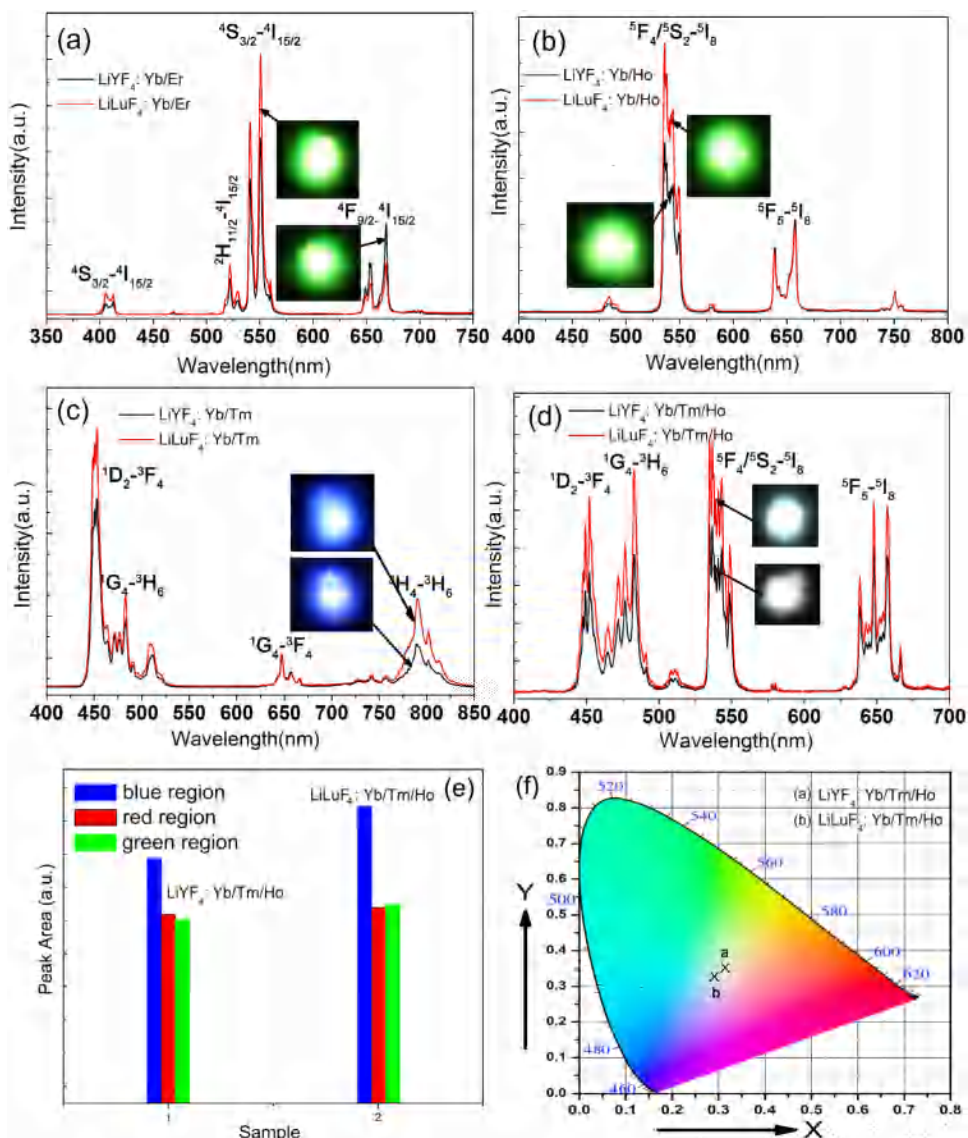 (a)
⁴S₃/₂-⁴I₁₅/₂
LiYF₄: Yb/Er
LiLuF₄: Yb/Er
²H₁₁/₂-⁴I₁₅/₂
⁴F₉/₂-⁴I₁₅/₂
⁴S₃/₂-⁴I₁₅/₂
Intensity(a.u.)
350 400 450 500 550 600 650 700 750
Wavelength(nm)
(b)
⁵F₄/⁵S₂-⁵I₈
LiYF₄: Yb/Ho
LiLuF₄: Yb/Ho
⁵F₅-⁵I₈
Intensity(a.u.)
400 450 500 550 600 650 700 750 800
Wavelength(nm)
(c)
LiYF₄: Yb/Tm
LiLuF₄: Yb/Tm
¹D₂-³F₄
G₄-³H₆
¹G₄-³F₄
H₄-³H₆
Intensity(a.u.)
400 450 500 550 600 650 700 750 800 850
Wavelength(nm)
(d)
LiYF₄: Yb/Tm/Ho
LiLuF₄: Yb/Tm/Ho
¹G₄-³H₆
⁵F₄/⁵S₂-⁵I₈
¹D₂-³F₄
⁵F₅-⁵I₈
Intensity(a.u.)
400 450 500 550 600 650 700
Wavelength(nm)
(e)
blue region
red region
green region
LiLuF₄: Yb/Tm/Ho
LiYF₄: Yb/Tm/Ho
Peak Area (a.u.)
1 2
Sample
(f)
(a) LiYF₄: Yb/Tm/Ho
(b) LiLuF₄: Yb/Tm/Ho
0.9
0.8
0.7
0.6
0.5
0.4
0.3
0.2
0.1
0.0
Y
520
540
560
500
580
600
620
480
460
a
b
0.0 0.1 0.2 0.3 0.4 0.5 0.6 0.7 0.8
X